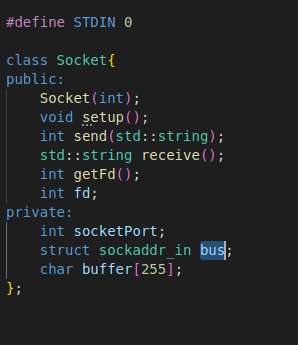 #define STDIN 0
class Socket{
public:
Socket(int);
void setup();
int send(std::string);
std::string receive();
int getFd();
int fd;
private:
int socketPort;
struct sockaddr_in bus;
char buffer[255];
};